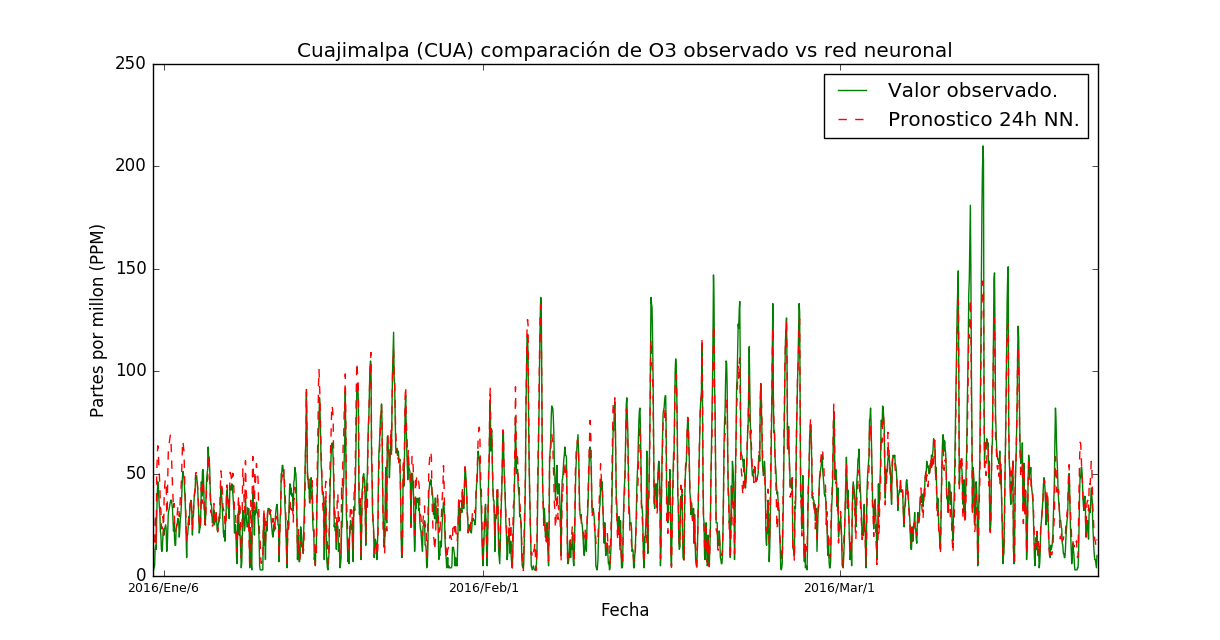 Cuajimalpa (CUA) comparación de O3 observado vs red neuronal
250
Valor observado.
Pronostico 24h NN.
200
150
100
50
0
Partes por millon (PPM)
2016/Ene/6
2016/Feb/1
2016/Mar/1
Fecha